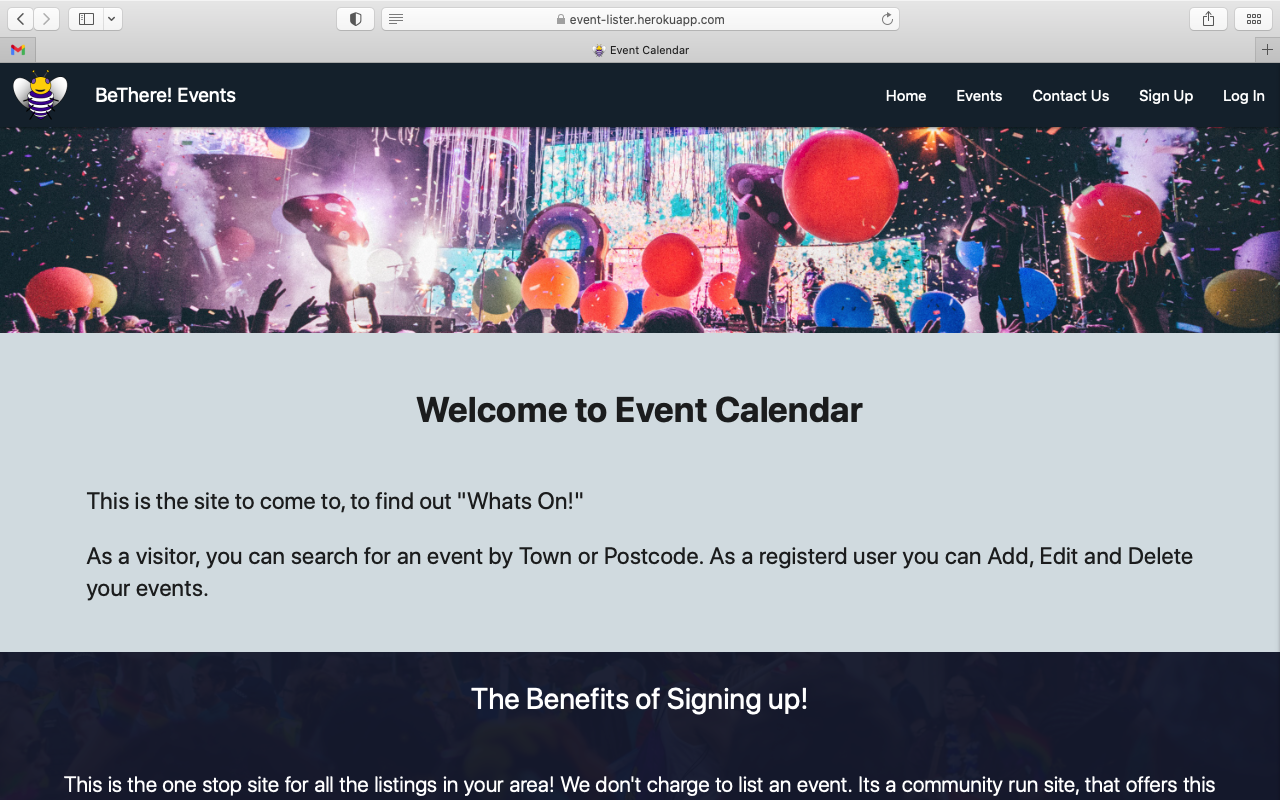 event-lister.herokuapp.com
Event Calendar
BeThere! Events
Home Events Contact Us Sign Up Log In
Welcome to Event Calendar
This is the site to come to, to find out "Whats On!"
As a visitor, you can search for an event by Town or Postcode. As a registerd user you can Add, Edit and Delete
your events.
The Benefits of Signing up!
This is the one stop site for all the listings in your area! We don't charge to list an event. Its a community run site, that offers this